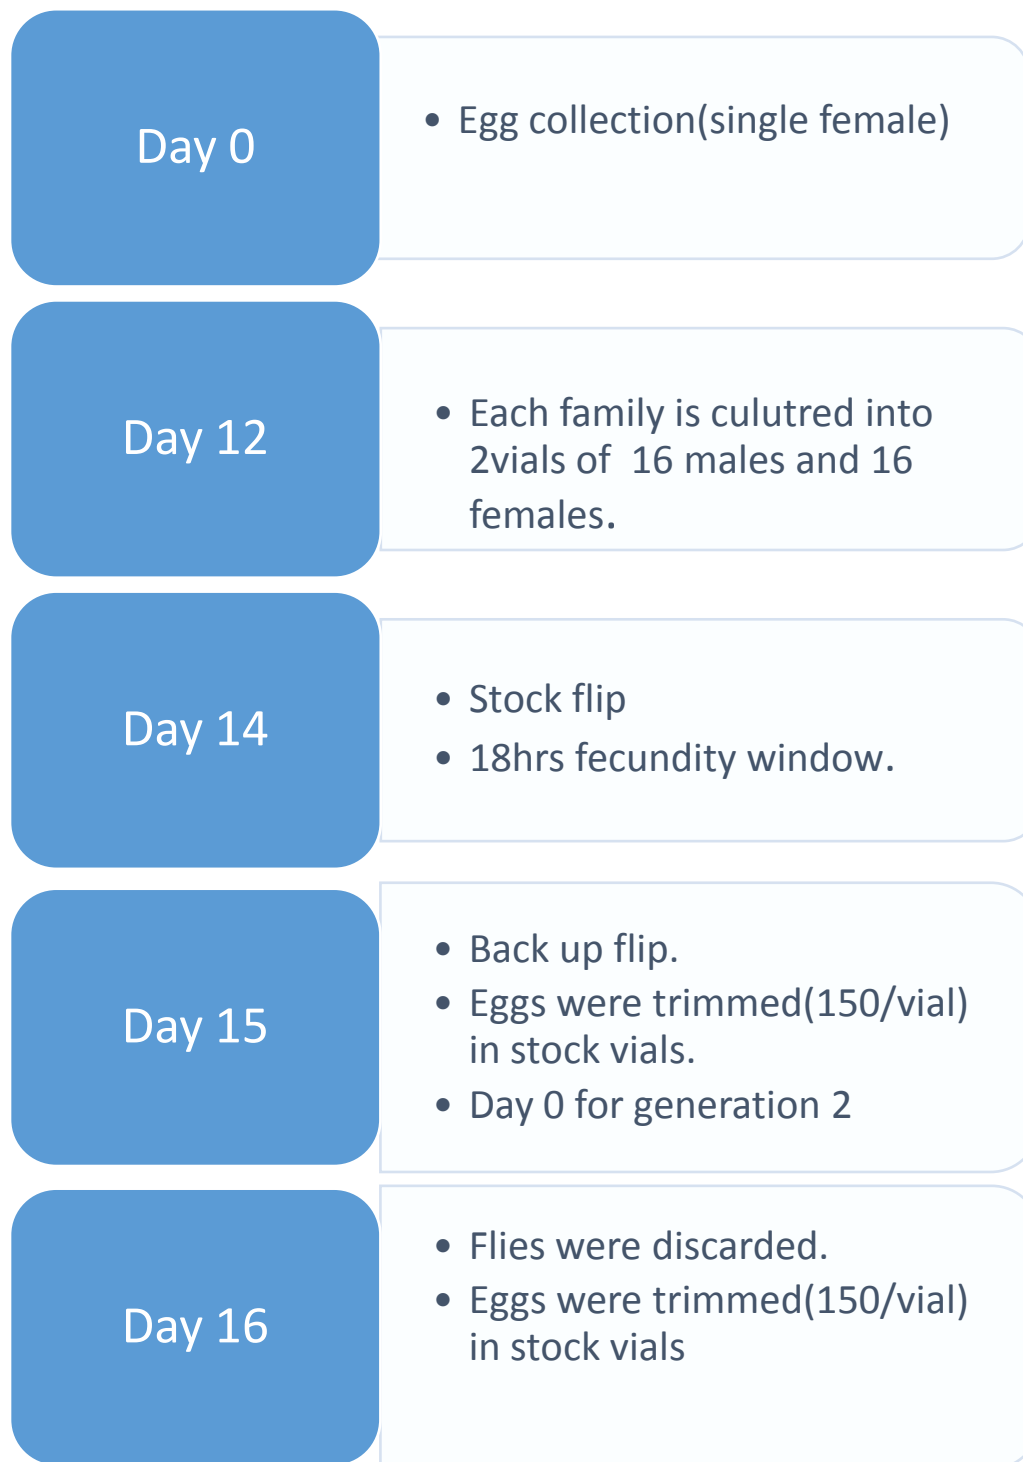 Day 0
• Egg collection(single female)
Day 12
• Each family is culutred into
2vials of  16 males and 16
females.
Day 14
• Stock flip
• 18hrs fecundity window.
Day 15
• Back up flip.
• Eggs were trimmed(150/vial)
in stock vials.
• Day 0 for generation 2
Day 16
• Flies were discarded.
• Eggs were trimmed(150/vial)
in stock vials